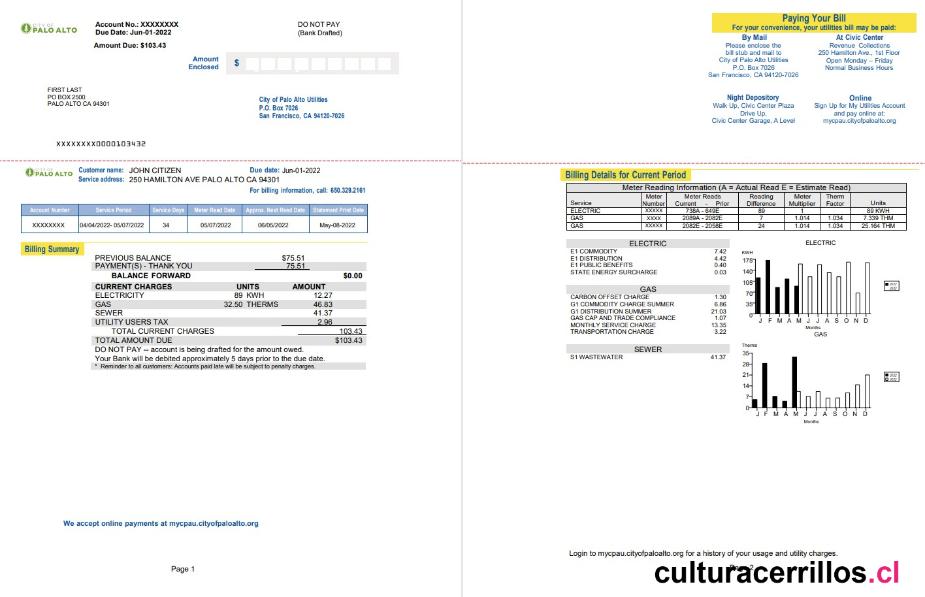 CITY OF
PALO ALTO
Account No.: XXXXXXXX
Due Date: Jun-01-2022
Amount Due: $103.43
DO NOT PAY
(Bank Drafted)
Amount
Enclosed
$
FIRST LAST
PO BOX 2500
PALO ALTO CA 94301
City of Palo Alto Utilities
P.O. Box 7026
San Francisco, CA 94120-7026
XXXXXXXX0000103432
Paying Your Bill
For your convenience, your utilities bill may be paid:
By Mail
Please enclose the
bill stub and mail to
City of Palo Alto Utilities
P.O. Box 7026
San Francisco, CA 94120-7026
At Civic Center
Revenue Collections
250 Hamilton Ave., 1st Floor
Open Monday – Friday
Normal Business Hours
Night Depository
Walk Up, Civic Center Plaza
Drive Up,
Civic Center Garage, A Level
Online
Sign Up for My Utilities Account
and pay online at:
mycpau.cityofpaloalto.org
PALO ALTO
Customer name: JOHN CITIZEN
Due date: Jun-01-2022
Service address: 250 HAMILTON AVE PALO ALTO CA 94301
For billing information, call: 650.329.2161
Account Number Service Period Service Days Meter Read Date Approx. Next Read Date Statement Print Date
XXXXXXXX 04/04/2022- 05/07/2022 34 05/07/2022 06/05/2022 May-08-2022
Billing Summary
PREVIOUS BALANCE $75.51
PAYMENT(S) - THANK YOU 75.51
BALANCE FORWARD $0.00
CURRENT CHARGES UNITS AMOUNT
ELECTRICITY 89 KWH 12.27
GAS 32.50 THERMS 46.83
SEWER 41.37
UTILITY USERS TAX 2.96
TOTAL CURRENT CHARGES 103.43
TOTAL AMOUNT DUE $103.43
DO NOT PAY -- account is being drafted for the amount owed.
Your Bank will be debited approximately 5 days prior to the due date.
* Reminder to all customers: Accounts paid late will be subject to penalty charges.
We accept online payments at mycpau.cityofpaloalto.org
Page 1
Billing Details for Current Period
Meter Reading Information (A = Actual Read E = Estimate Read)
Service Meter Number Meter Reads Current - Prior Reading Difference Meter Multiplier Therm Factor Units
ELECTRIC XXXXX 738A - 649E 89 1 89 KWH
GAS XXXX 2089A - 2082E 7 1.014 1.034 7.339 THM
GAS XXXXX 2082E - 2058E 24 1.014 1.034 25.164 THM
ELECTRIC
E1 COMMODITY 7.42
E1 DISTRIBUTION 4.42
E1 PUBLIC BENEFITS 0.40
STATE ENERGY SURCHARGE 0.03
GAS
CARBON OFFSET CHARGE 1.30
G1 COMMODITY CHARGE SUMMER 6.86
G1 DISTRIBUTION SUMMER 21.03
GAS CAP AND TRADE COMPLIANCE 1.07
MONTHLY SERVICE CHARGE 13.35
TRANSPORTATION CHARGE 3.22
SEWER
S1 WASTEWATER 41.37
ELECTRIC
KWH
175
140
105
70
35
0
J F M A M J J A S O N D
Months
GAS
Therms
35
28
21
14
7
0
J F M A M J J A S O N D
Months
Login to mycpau.cityofpaloalto.org for a history of your usage and utility charges.
culturacerrillos.cl